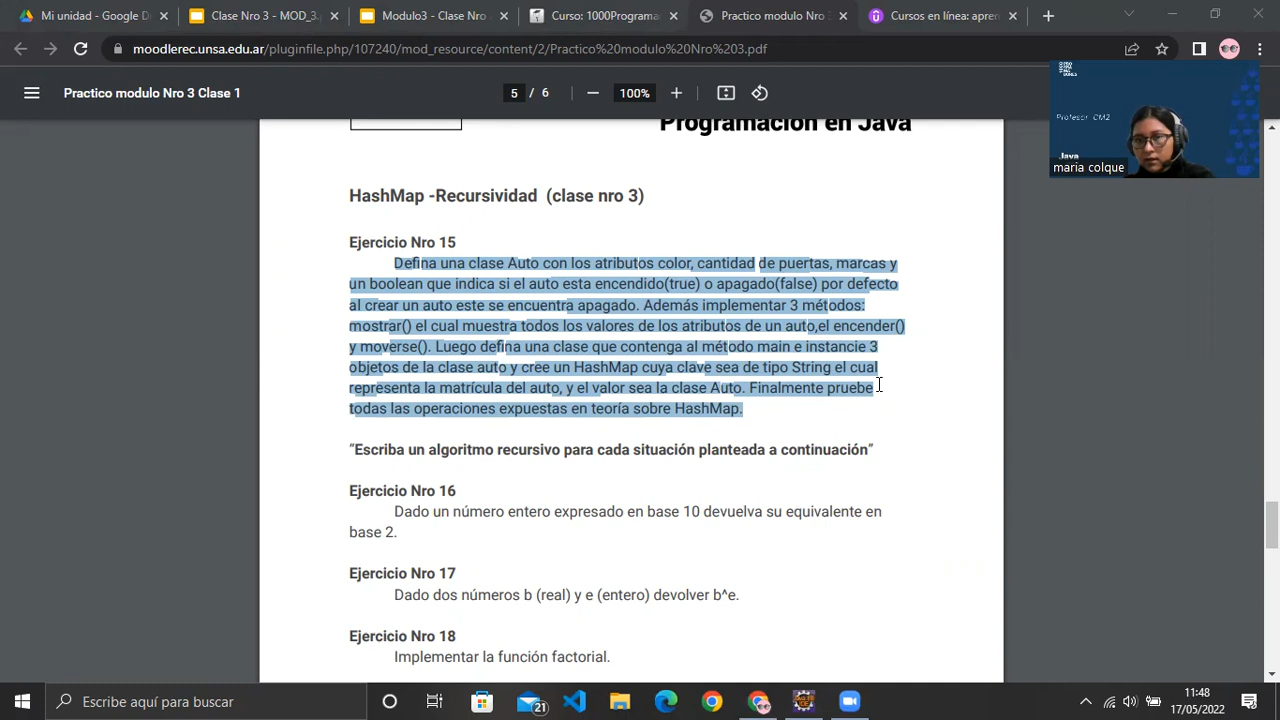 Mi unidad - Google D
Clase Nro 3 - MOD_3.
Modulo3 - Clase Nro
Curso: 1000Programa
Practico modulo Nro
Cursos en línea: apren
moodlerec.unsa.edu.ar/pluginfile.php/107240/mod_resource/content/2/Practico%20modulo%20Nro%203.pdf
Practico modulo Nro 3 Clase 1
5 / 6
100%
Profesor CM2
Java
maria colque
Programación en Java
HashMap -Recursividad (clase nro 3)
Ejercicio Nro 15
Defina una clase Auto con los atributos color, cantidad de puertas, marcas y
un boolean que indica si el auto esta encendido(true) o apagado(false) por defecto
al crear un auto este se encuentra apagado. Además implementar 3 métodos:
mostrar() el cual muestra todos los valores de los atributos de un auto,el encender()
y moverse(). Luego defina una clase que contenga al método main e instancie 3
objetos de la clase auto y cree un HashMap cuya clave sea de tipo String el cual
representa la matrícula del auto, y el valor sea la clase Auto. Finalmente pruebe
todas las operaciones expuestas en teoría sobre HashMap.
“Escriba un algoritmo recursivo para cada situación planteada a continuación”
Ejercicio Nro 16
Dado un número entero expresado en base 10 devuelva su equivalente en
base 2.
Ejercicio Nro 17
Dado dos números b (real) y e (entero) devolver b^e.
Ejercicio Nro 18
Implementar la función factorial.
Escribe aquí para buscar
21
11:48
17/05/2022